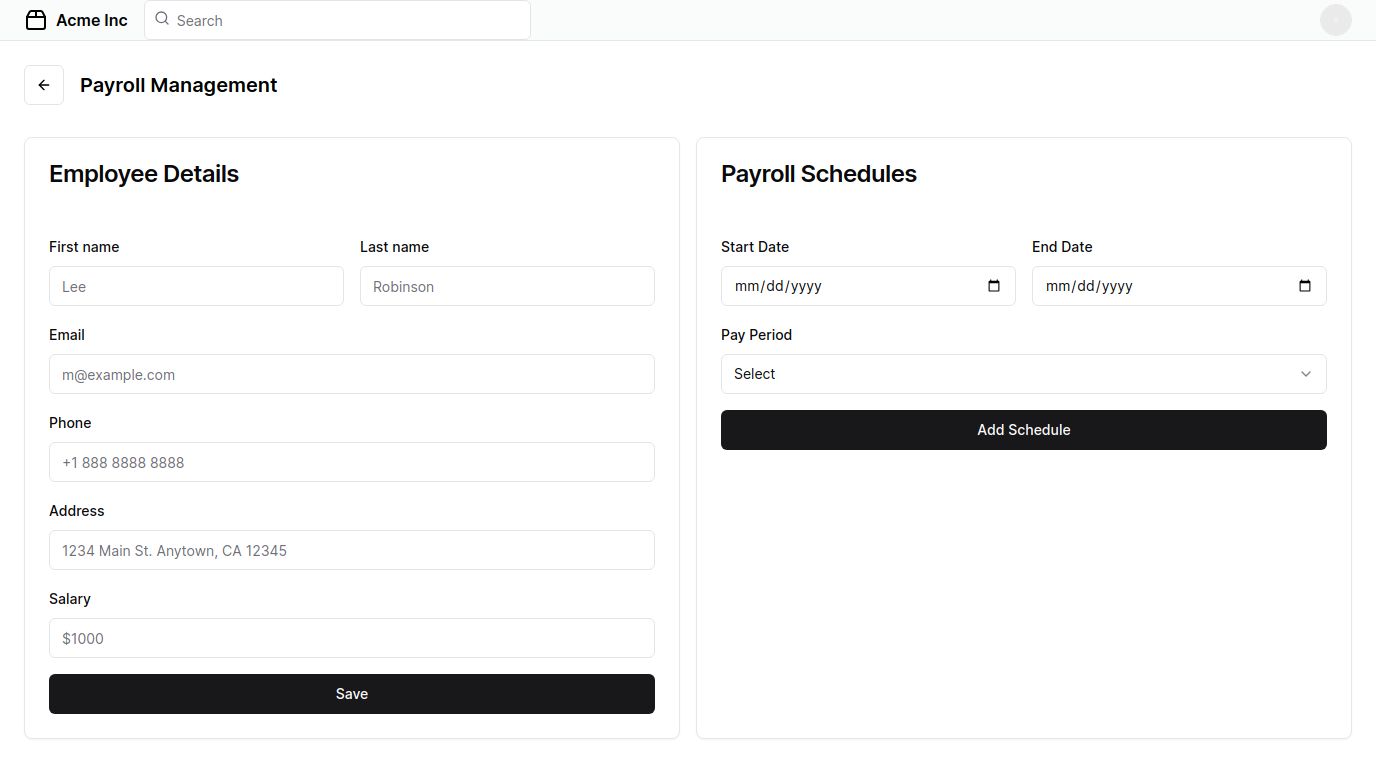 Acme Inc
Search
Payroll Management
Employee Details
First name Last name
Lee Robinson
Email
m@example.com
Phone
+1 888 8888 8888
Address
1234 Main St. Anytown, CA 12345
Salary
$1000
Save
Payroll Schedules
Start Date End Date
mm/dd/yyyy mm/dd/yyyy
Pay Period
Select
Add Schedule